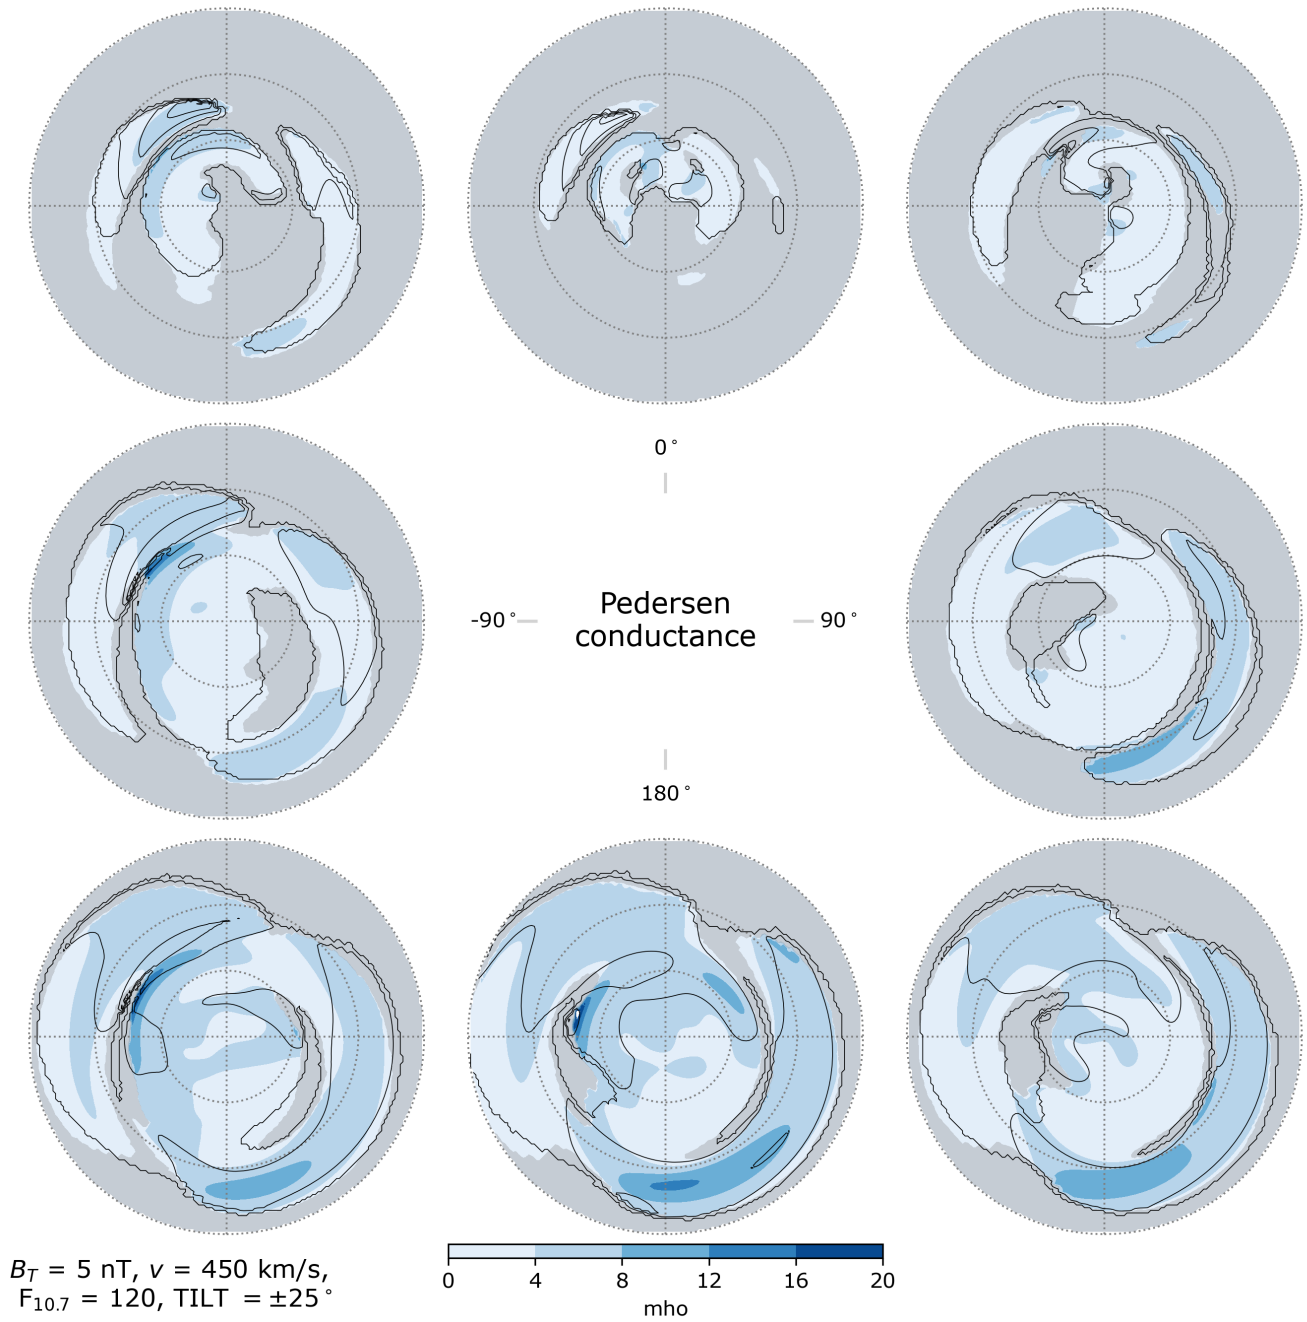 0°
Pedersen
conductance
-90°
90°
180°
B_T = 5 nT, v = 450 km/s,
F_10.7 = 120, TILT = ±25°
0 4 8 12 16 20
mho